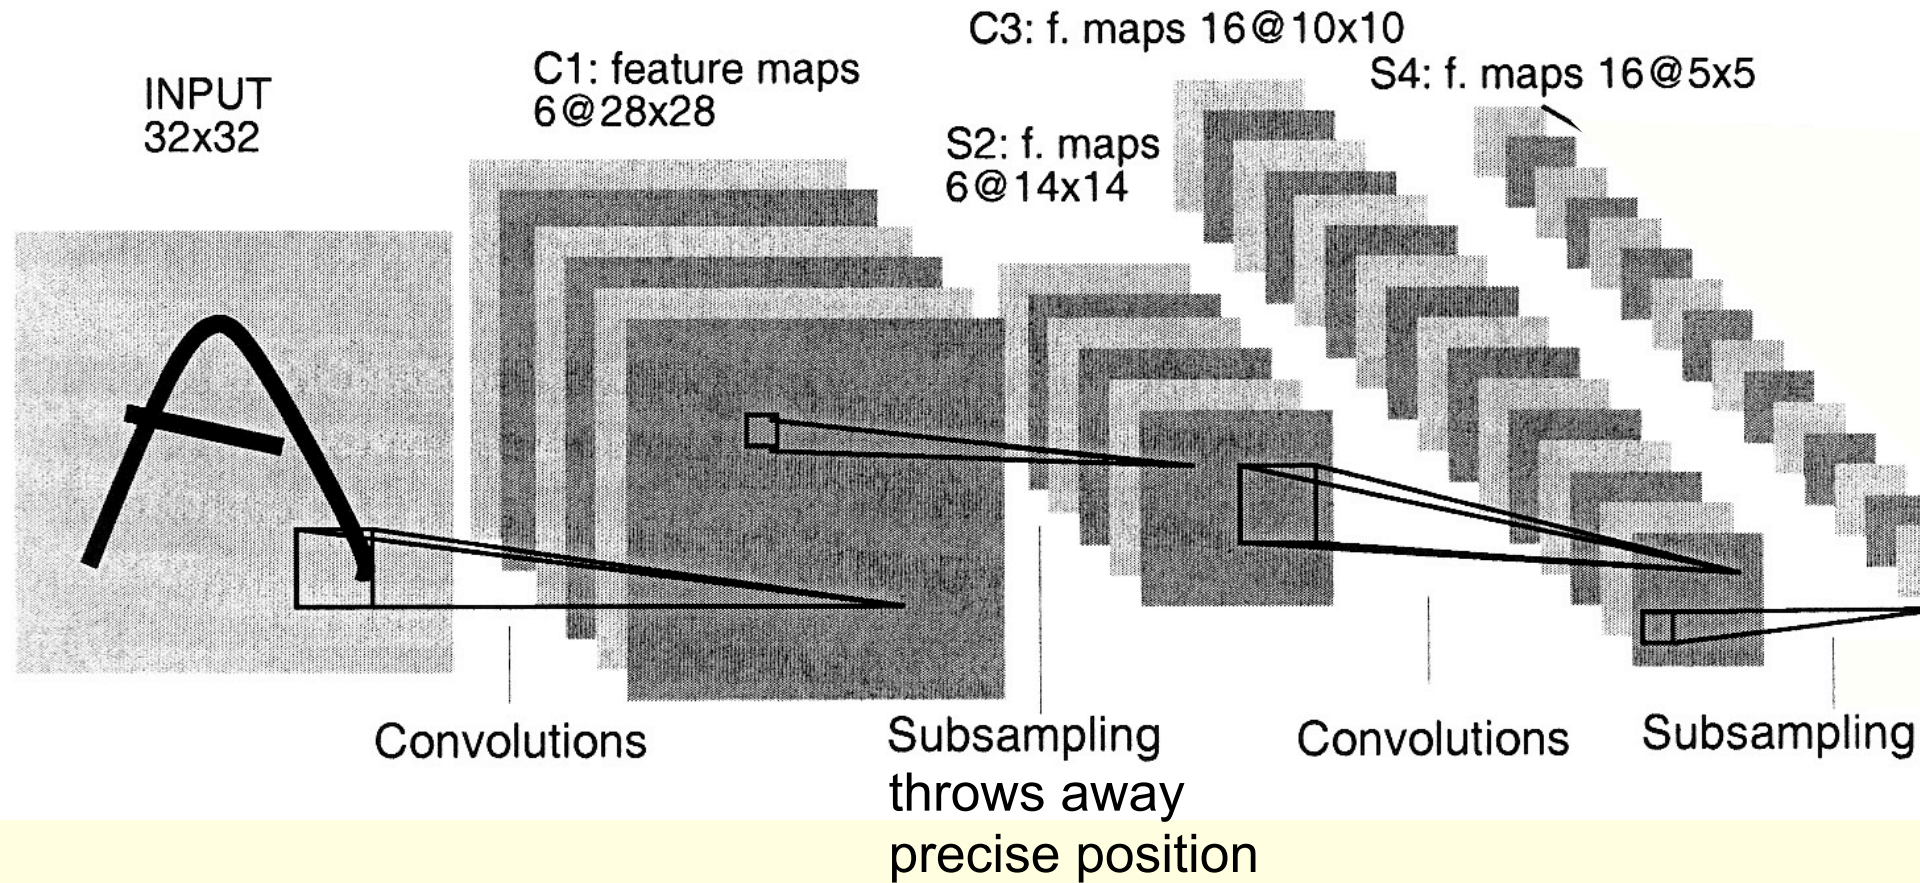 INPUT
32x32
C1: feature maps
6@28x28
S2: f. maps
6@14x14
C3: f. maps 16@10x10
S4: f. maps 16@5x5
Convolutions
Subsampling
throws away
precise position
Convolutions
Subsampling